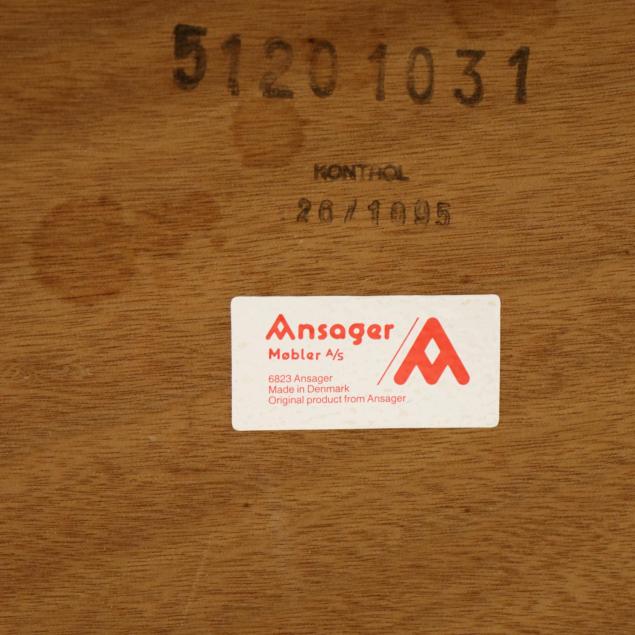 51201031
KONTROL
26/1095
Ansager
Møbler A/S
6823 Ansager
Made in Denmark
Original product from Ansager